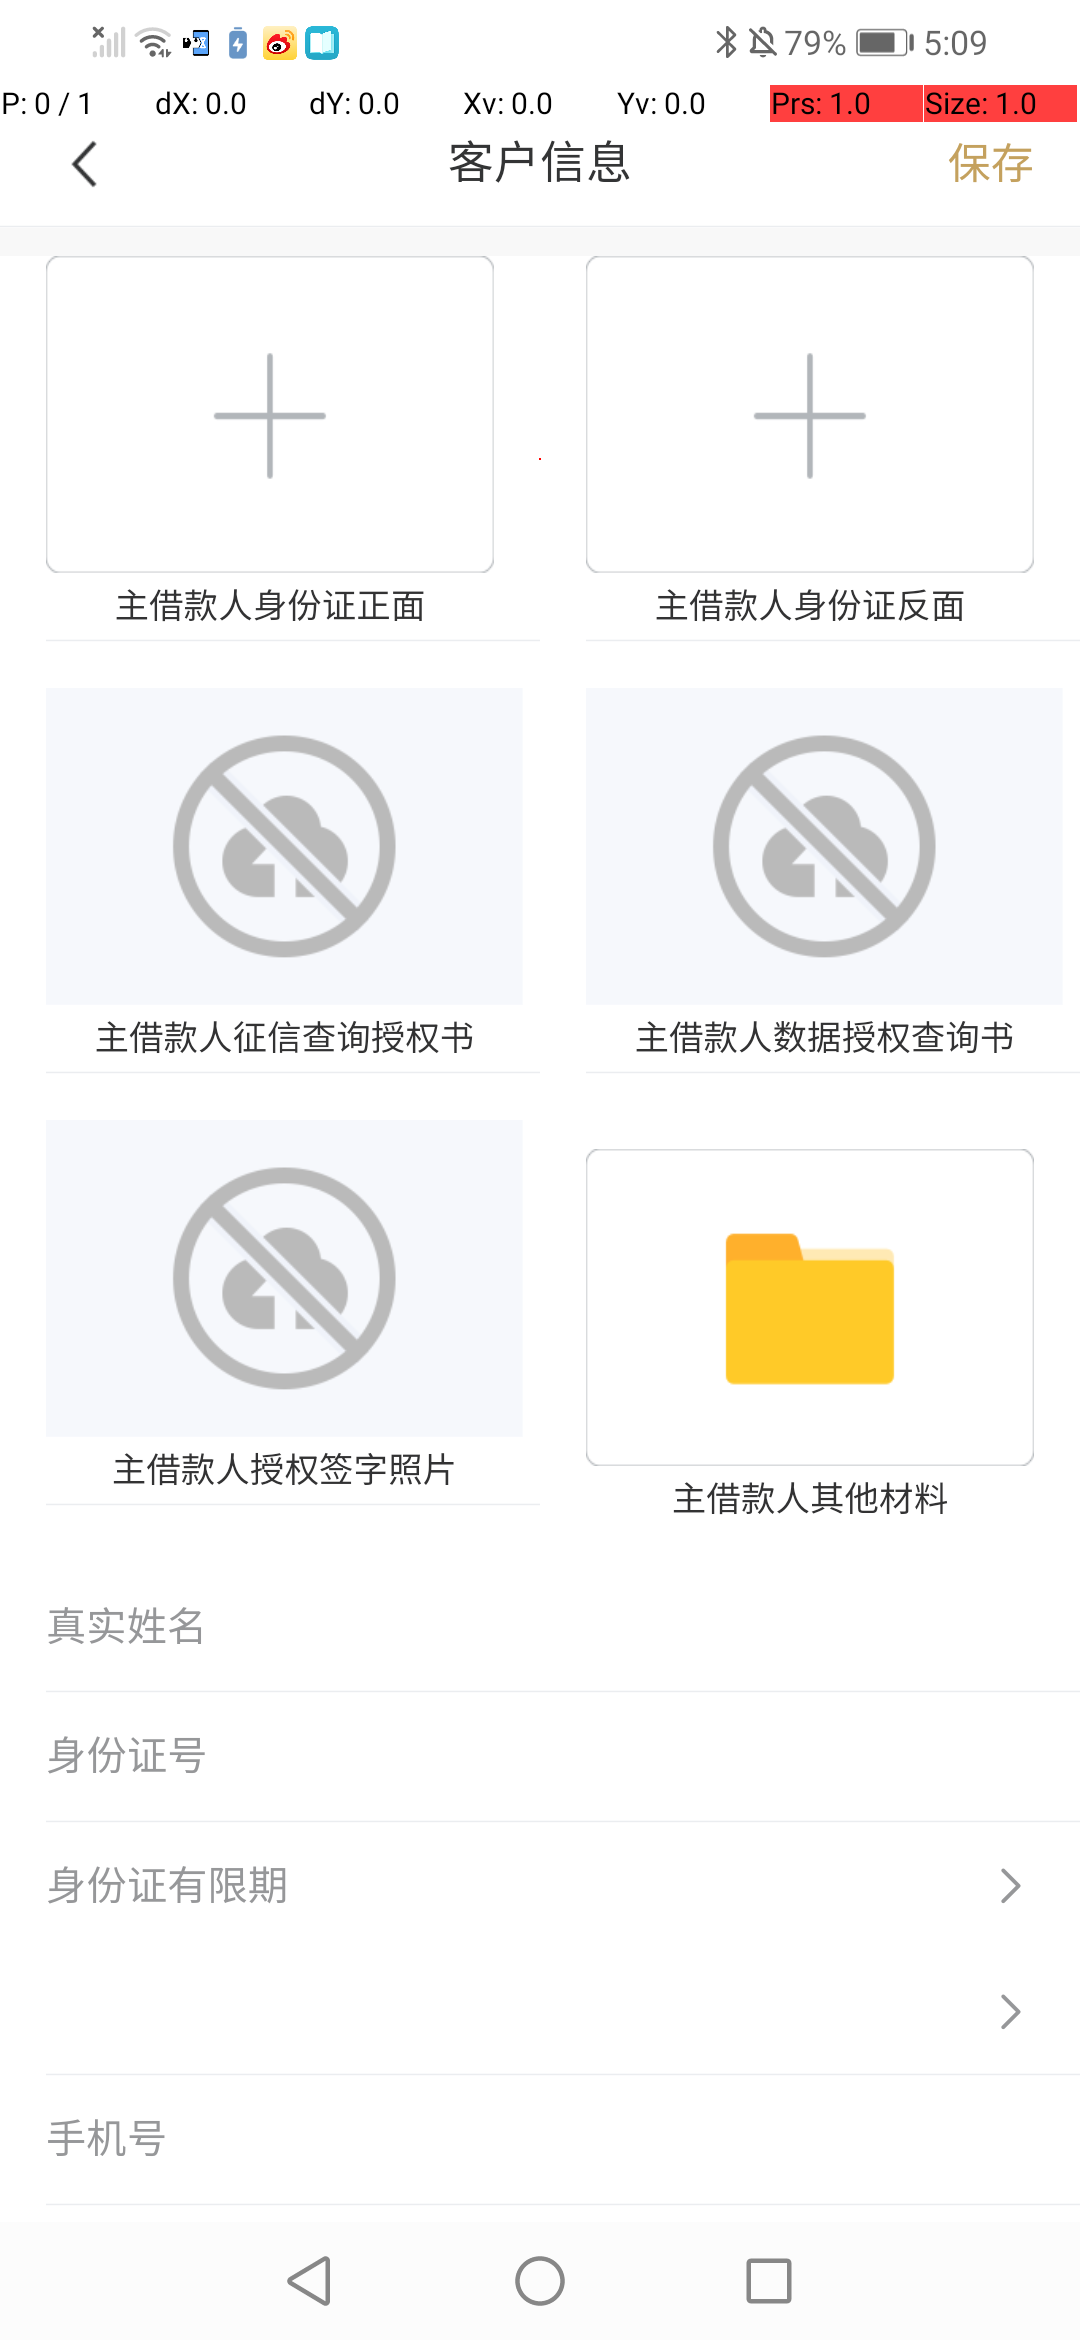 79% 5:09
P: 0 / 1 dX: 0.0 dY: 0.0 Xv: 0.0 Yv: 0.0 Prs: 1.0 Size: 1.0
客户信息 保存
主借款人身份证正面 主借款人身份证反面
主借款人征信查询授权书 主借款人数据授权查询书
主借款人授权签字照片 主借款人其他材料
真实姓名
身份证号
身份证有限期
手机号